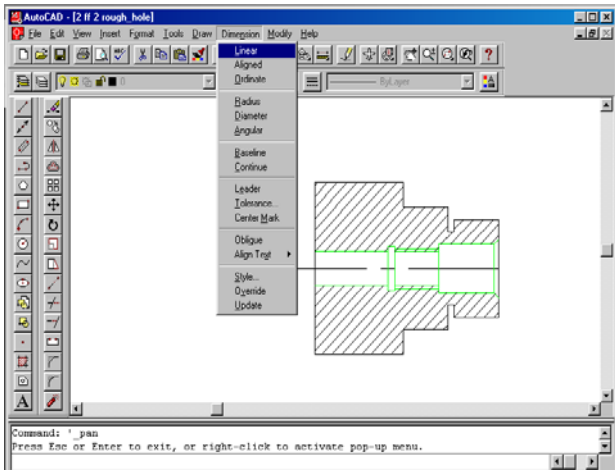 AutoCAD - [2 ff 2 rough_hole]
File Edit View Insert Format Tools Draw Dimension Modify Help
ByLayer
0
Linear
Aligned
Ordinate
Radius
Diameter
Angular
Baseline
Continue
Leader
Tolerance...
Center Mark
Oblique
Align Text
Style...
Override
Update
A
Command: '_pan
Press Esc or Enter to exit, or right-click to activate pop-up menu.